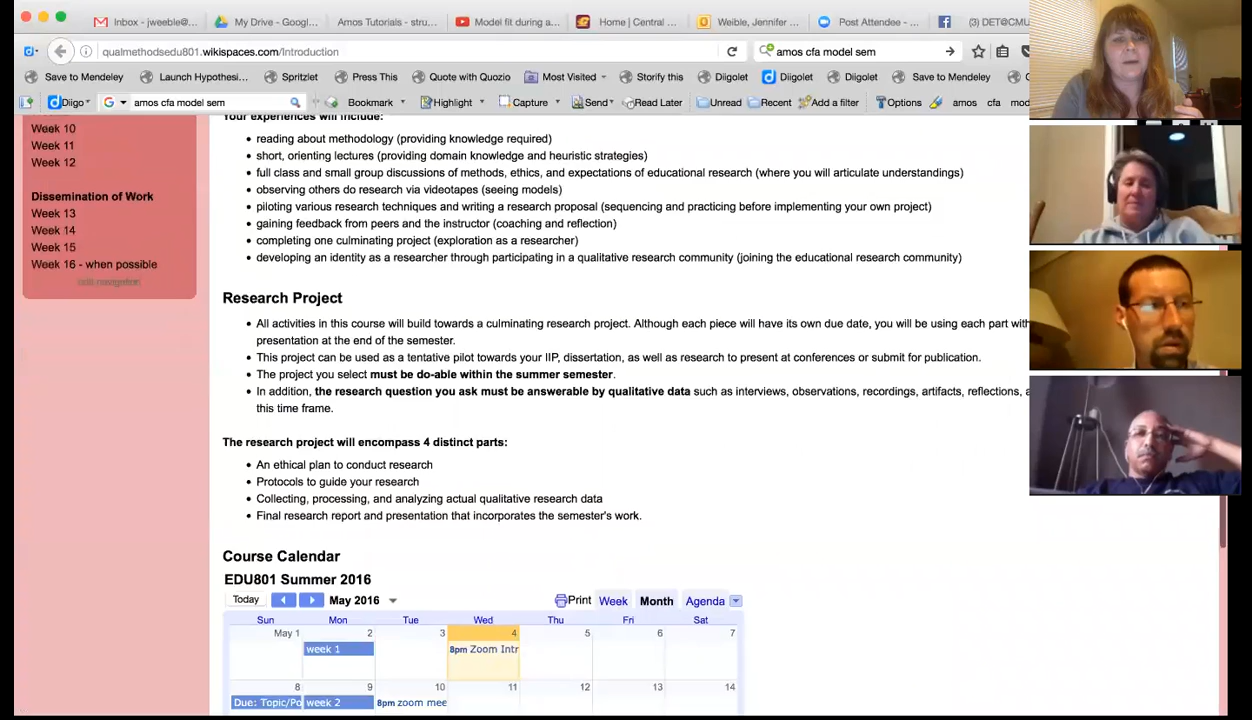 Inbox - jweeble@...
My Drive - Googl...
Amos Tutorials - stru...
Model fit during a...
Home | Central ...
Weible, Jennifer ...
Post Attendee - ...
(3) DET@CMU
qualmethodsedu801.wikispaces.com/Introduction
amos cfa model sem
Save to Mendeley
Launch Hypothesi...
Spritzlet
Press This
Quote with Quozio
Most Visited
Storify this
Diigolet
Diigolet
Diigolet
Save to Mendeley
Diigo
amos cfa model sem
Bookmark
Highlight
Capture
Send
Read Later
Unread
Recent
Add a filter
Options
amos
cfa
mod
Week 10
Week 11
Week 12
Dissemination of Work
Week 13
Week 14
Week 15
Week 16 - when possible
edit navigation
Your experiences will include:
reading about methodology (providing knowledge required)
short, orienting lectures (providing domain knowledge and heuristic strategies)
full class and small group discussions of methods, ethics, and expectations of educational research (where you will articulate understandings)
observing others do research via videotapes (seeing models)
piloting various research techniques and writing a research proposal (sequencing and practicing before implementing your own project)
gaining feedback from peers and the instructor (coaching and reflection)
completing one culminating project (exploration as a researcher)
developing an identity as a researcher through participating in a qualitative research community (joining the educational research community)
Research Project
All activities in this course will build towards a culminating research project. Although each piece will have its own due date, you will be using each part with
presentation at the end of the semester.
This project can be used as a tentative pilot towards your IIP, dissertation, as well as research to present at conferences or submit for publication.
The project you select must be do-able within the summer semester.
In addition, the research question you ask must be answerable by qualitative data such as interviews, observations, recordings, artifacts, reflections,
this time frame.
The research project will encompass 4 distinct parts:
An ethical plan to conduct research
Protocols to guide your research
Collecting, processing, and analyzing actual qualitative research data
Final research report and presentation that incorporates the semester's work.
Course Calendar
EDU801 Summer 2016
Today
May 2016
Print
Week
Month
Agenda
Sun Mon Tue Wed Thu Fri Sat
May 1 2 3 4 5 6 7
week 1
8pm Zoom Intr
8 9 10 11 12 13 14
Due: Topic/Po
week 2
8pm zoom mee